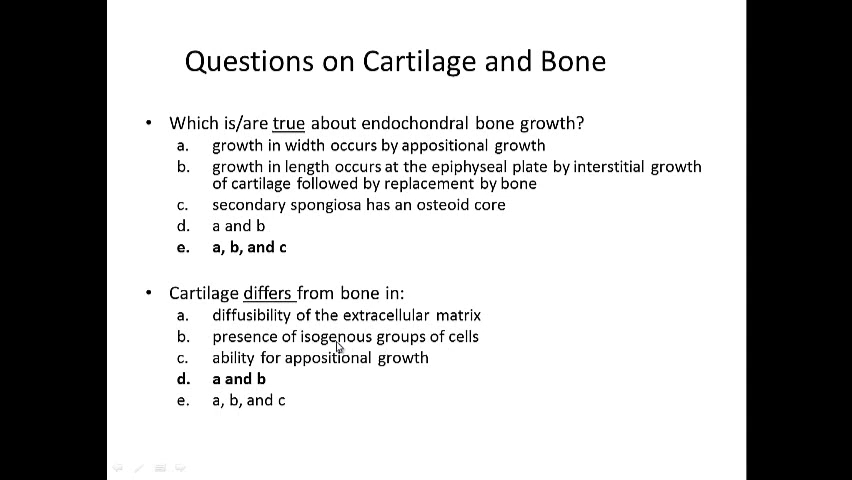 Questions on Cartilage and Bone
• Which is/are true about endochondral bone growth?
a. growth in width occurs by appositional growth
b. growth in length occurs at the epiphyseal plate by interstitial growth
of cartilage followed by replacement by bone
c. secondary spongiosa has an osteoid core
d. a and b
e. a, b, and c
• Cartilage differs from bone in:
a. diffusibility of the extracellular matrix
b. presence of isogenous groups of cells
c. ability for appositional growth
d. a and b
e. a, b, and c